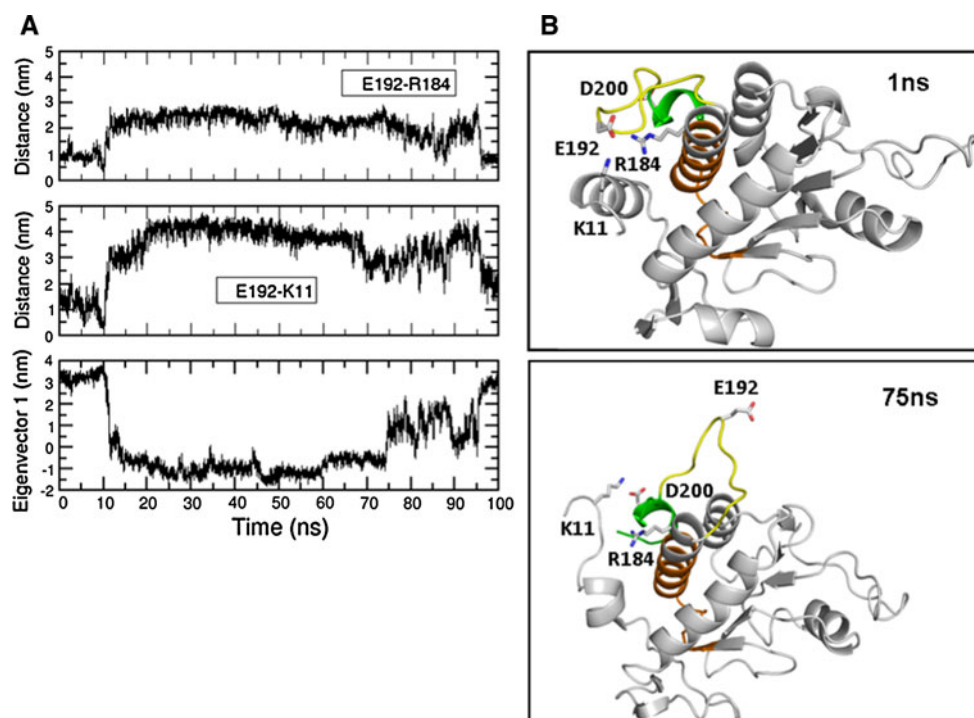 A
Distance (nm)
5
4
3
2
1
0
E192-R184
Distance (nm)
5
4
3
2
1
0
E192-K11
Eigenvector 1 (nm)
4
3
2
1
0
-1
-2
0 10 20 30 40 50 60 70 80 90 100
Time (ns)
B
1ns
D200
E192
R184
K11
75ns
E192
D200
K11
R184